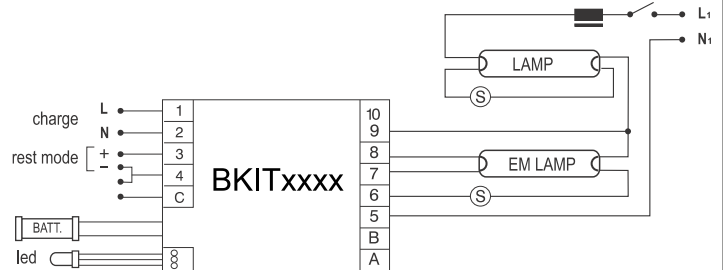 L1
N1
LAMP
S
charge
L
N
rest mode
+
−
1
2
3
4
C
BKITxxxx
10
9
8
7
6
5
B
A
EM LAMP
S
BATT.
led